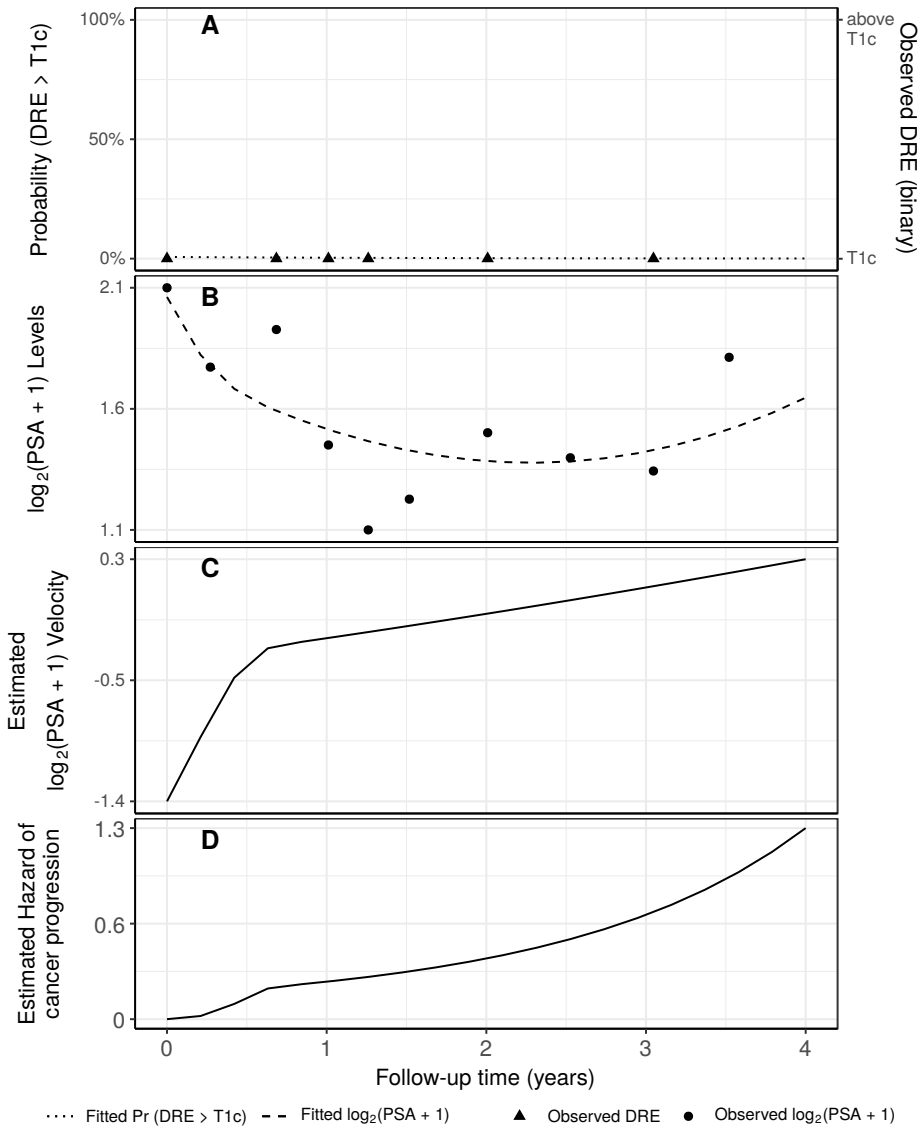 A
Probability (DRE > T1c)
100%
50%
0%
above
T1c
T1c
Observed DRE (binary)
B
log₂(PSA + 1) Levels
2.1
1.6
1.1
C
Estimated
log₂(PSA + 1) Velocity
0.3
-0.5
-1.4
D
Estimated Hazard of
cancer progression
1.3
0.6
0
0 1 2 3 4
Follow-up time (years)
Fitted Pr (DRE > T1c) Fitted log₂(PSA + 1) Observed DRE Observed log₂(PSA + 1)